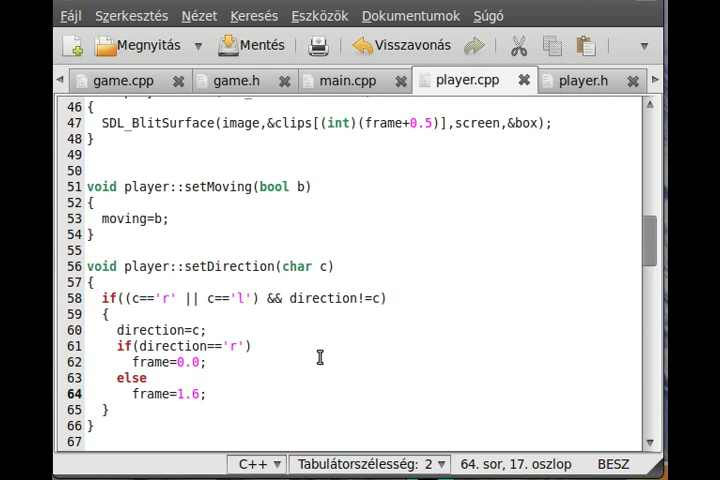 Fájl Szerkesztés Nézet Keresés Eszközök Dokumentumok Súgó
Megnyitás Mentés Visszavonás
game.cpp game.h main.cpp player.cpp player.h
46 {
47 SDL_BlitSurface(image,&clips[(int)(frame+0.5)],screen,&box);
48 }
49
50
51 void player::setMoving(bool b)
52 {
53 moving=b;
54 }
55
56 void player::setDirection(char c)
57 {
58 if((c=='r' || c=='l') && direction!=c)
59 {
60 direction=c;
61 if(direction=='r')
62 frame=0.0;
63 else
64 frame=1.6;
65 }
66 }
67
C++ Tabulátorszélesség: 2 64. sor, 17. oszlop BESZ